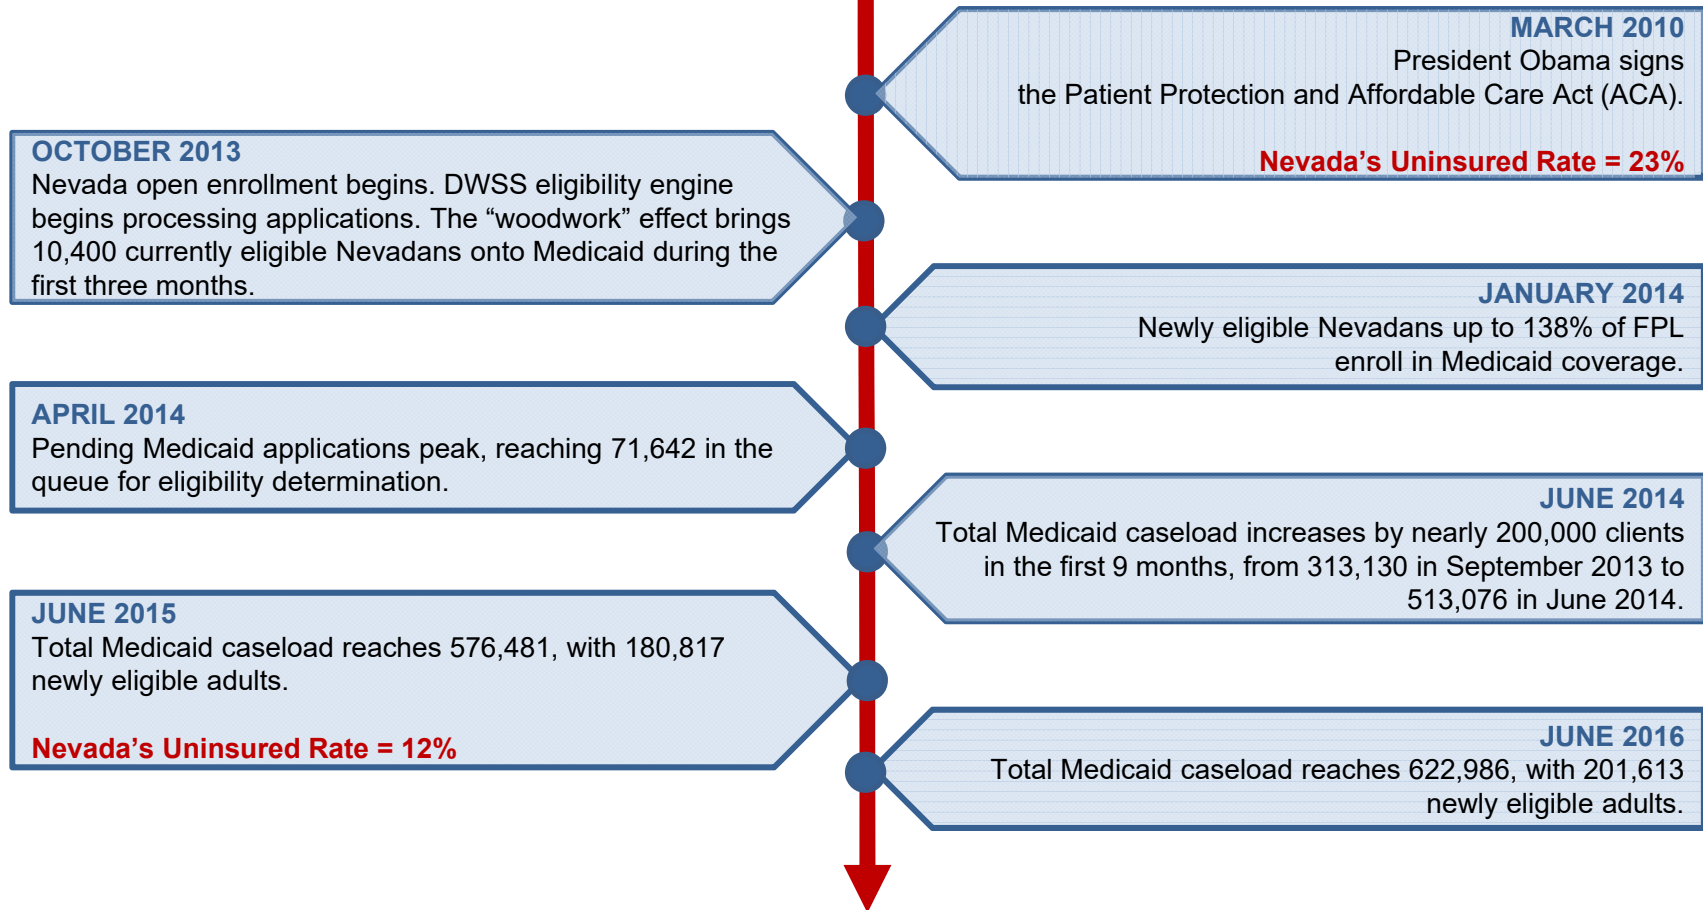 MARCH 2010
President Obama signs
the Patient Protection and Affordable Care Act (ACA).
Nevada’s Uninsured Rate = 23%
OCTOBER 2013
Nevada open enrollment begins. DWSS eligibility engine
begins processing applications. The “woodwork” effect brings
10,400 currently eligible Nevadans onto Medicaid during the
first three months.
JANUARY 2014
Newly eligible Nevadans up to 138% of FPL
enroll in Medicaid coverage.
APRIL 2014
Pending Medicaid applications peak, reaching 71,642 in the
queue for eligibility determination.
JUNE 2014
Total Medicaid caseload increases by nearly 200,000 clients
in the first 9 months, from 313,130 in September 2013 to
513,076 in June 2014.
JUNE 2015
Total Medicaid caseload reaches 576,481, with 180,817
newly eligible adults.
Nevada’s Uninsured Rate = 12%
JUNE 2016
Total Medicaid caseload reaches 622,986, with 201,613
newly eligible adults.